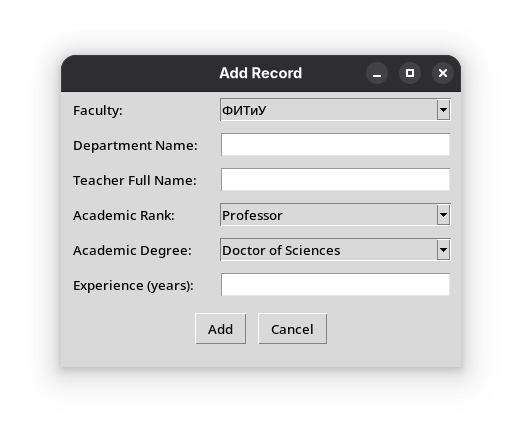 Add Record
Faculty: ФИТиУ
Department Name:
Teacher Full Name:
Academic Rank: Professor
Academic Degree: Doctor of Sciences
Experience (years):
Add Cancel